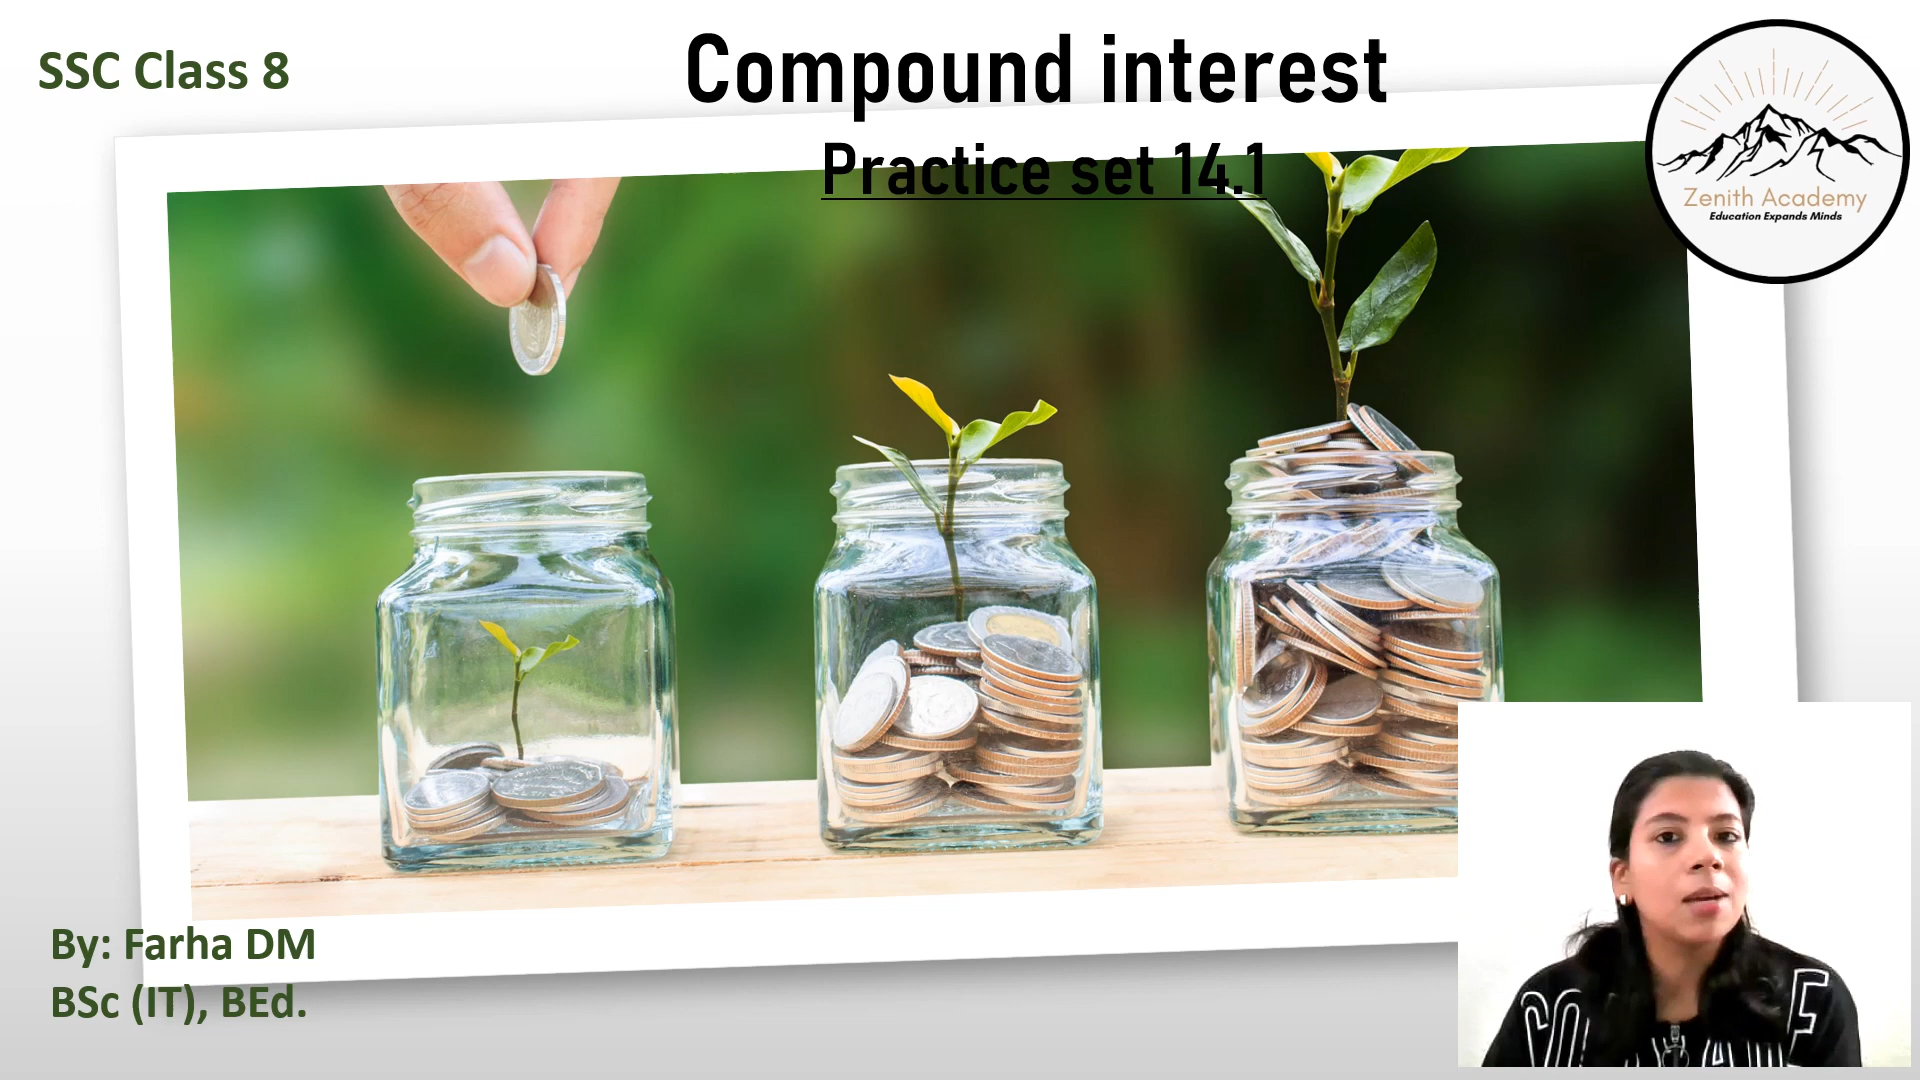 SSC Class 8
Compound interest
Practice set 14.1
Zenith Academy
Education Expands Minds
By: Farha DM
BSc (IT), BEd.